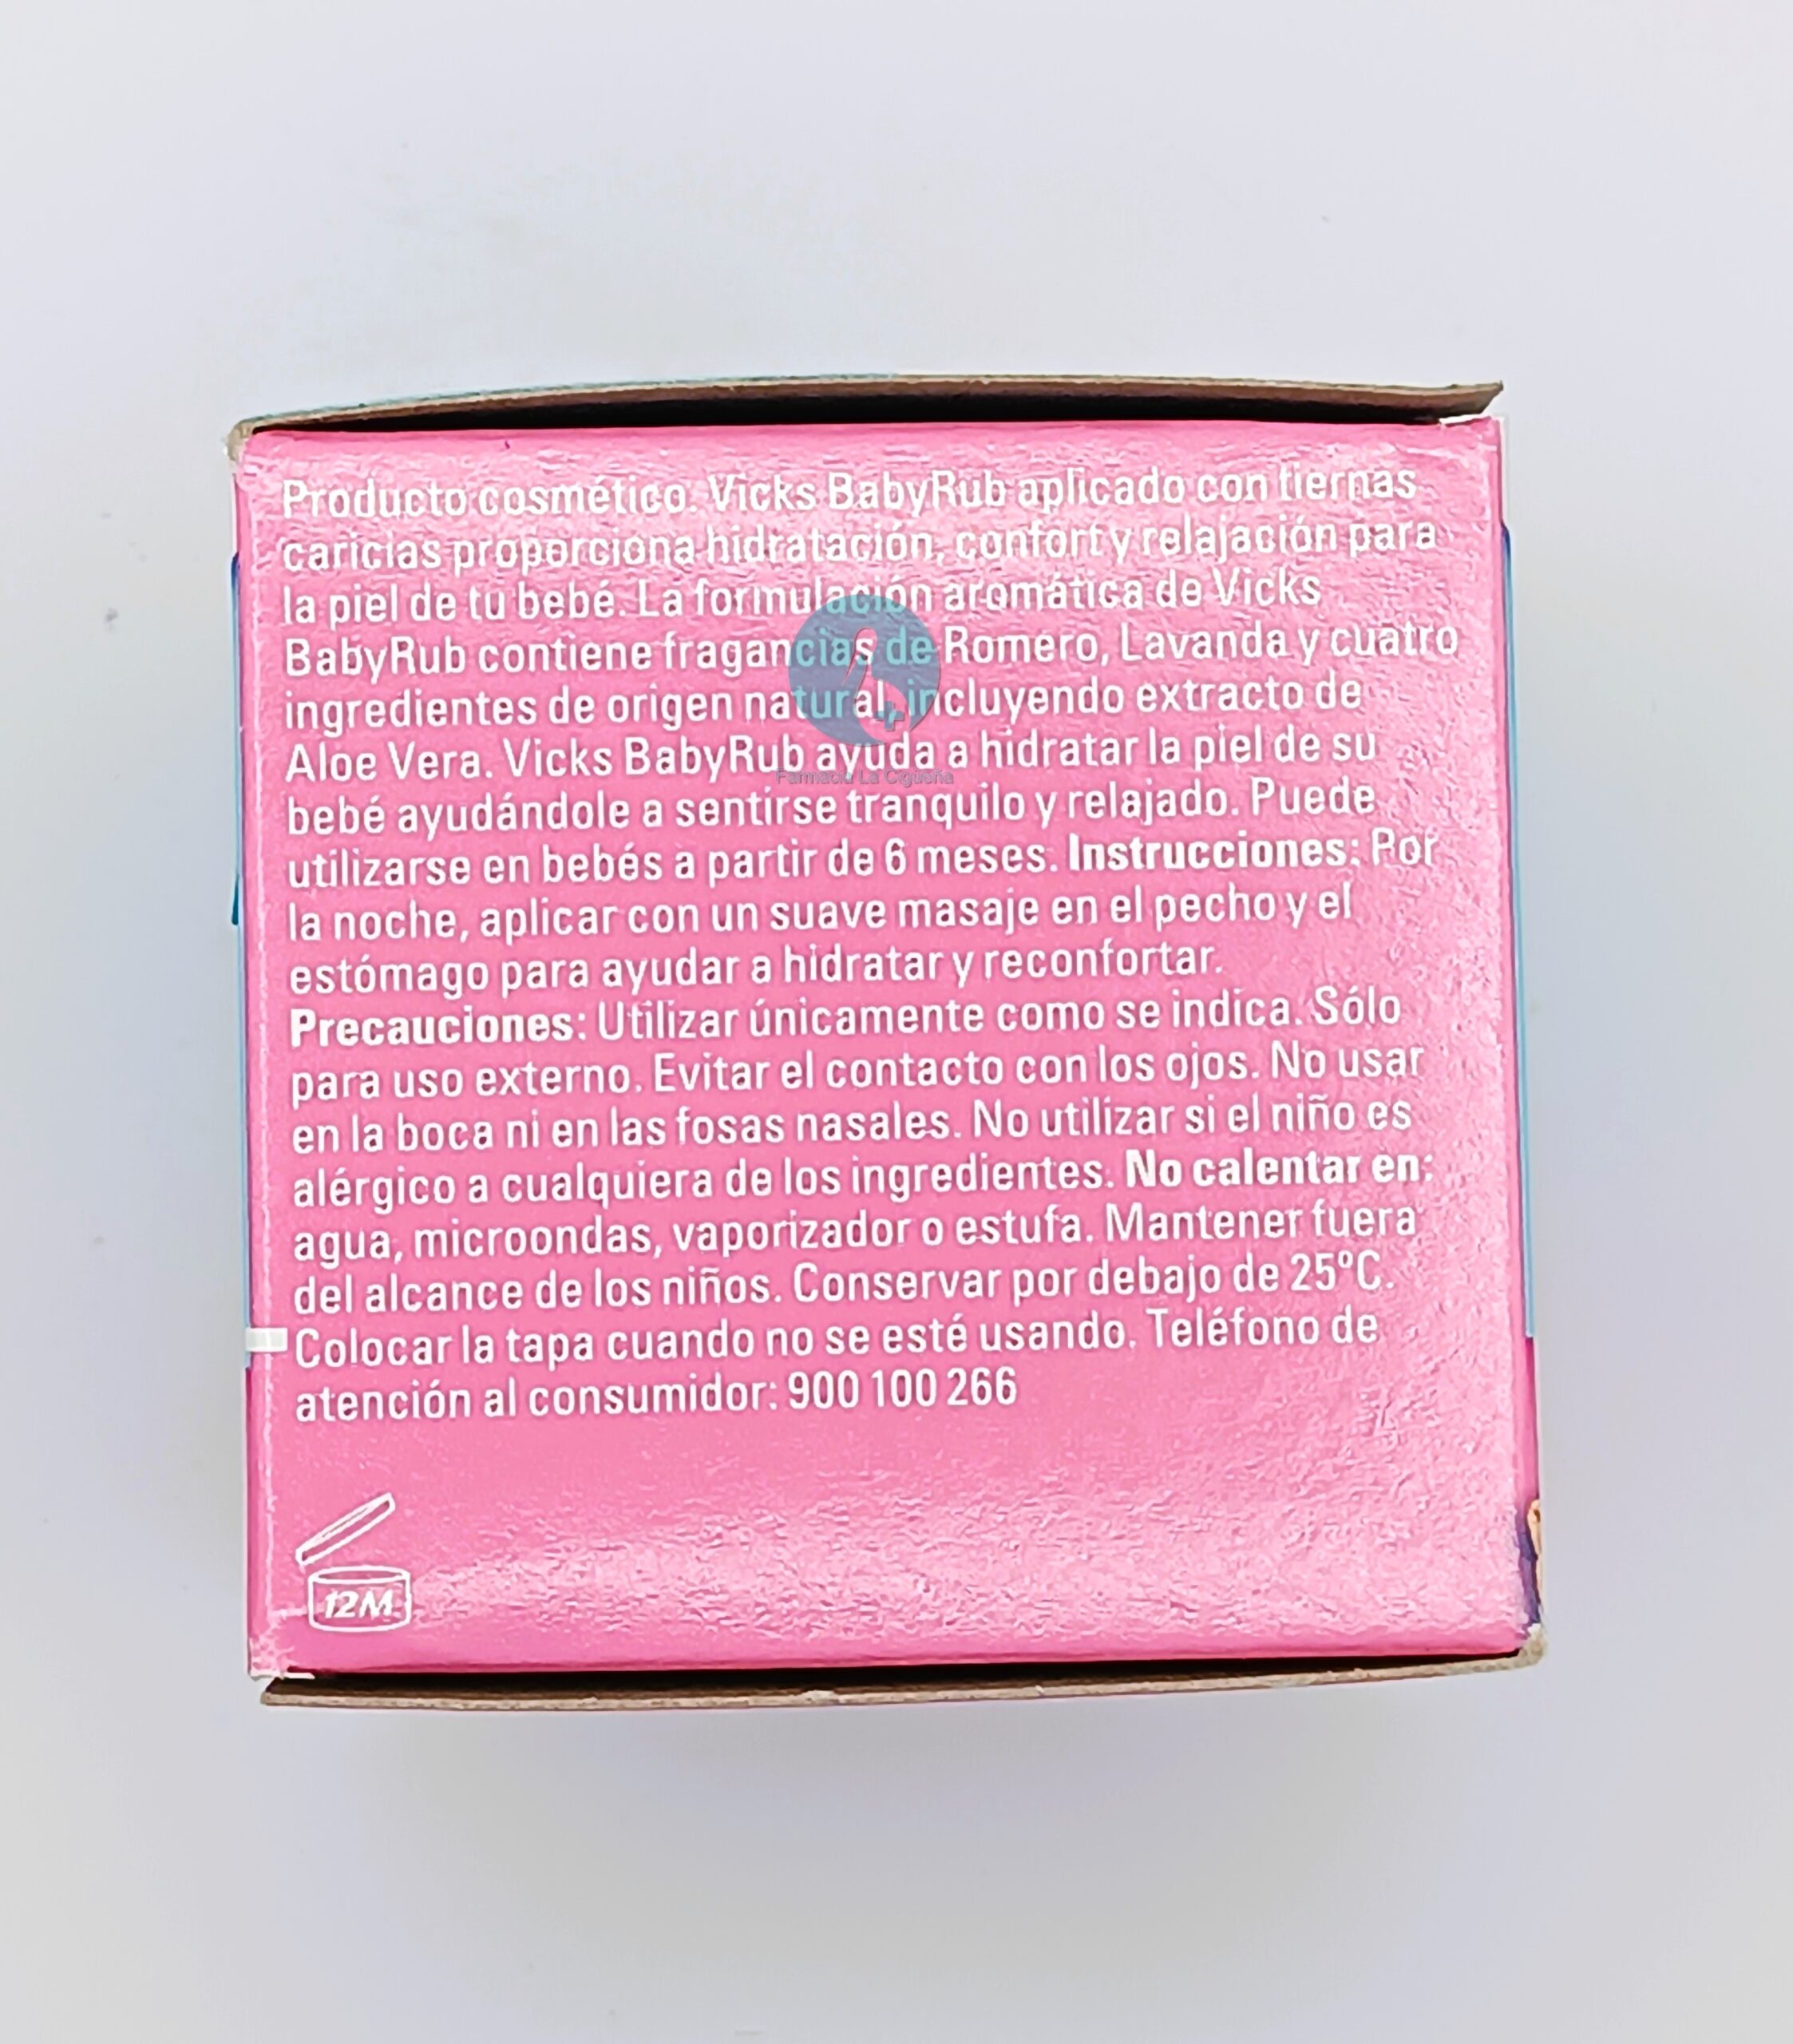 Producto cosmético. Vicks BabyRub aplicado con tiernas
caricias proporciona hidratación, confort y relajación para
la piel de tu bebé. La formulación aromática de Vicks
BabyRub contiene fragancias de Romero, Lavanda y cuatro
ingredientes de origen natural, incluyendo extracto de
Aloe Vera. Vicks BabyRub ayuda a hidratar la piel de su
Farmacia La Cigüeña
bebé ayudándole a sentirse tranquilo y relajado. Puede
utilizarse en bebés a partir de 6 meses. Instrucciones: Por
la noche, aplicar con un suave masaje en el pecho y el
estómago para ayudar a hidratar y reconfortar.
Precauciones: Utilizar únicamente como se indica. Sólo
para uso externo. Evitar el contacto con los ojos. No usar
en la boca ni en las fosas nasales. No utilizar si el niño es
alérgico a cualquiera de los ingredientes. No calentar en:
agua, microondas, vaporizador o estufa. Mantener fuera
del alcance de los niños. Conservar por debajo de 25ºC.
Colocar la tapa cuando no se esté usando. Teléfono de
atención al consumidor: 900 100 266
12M